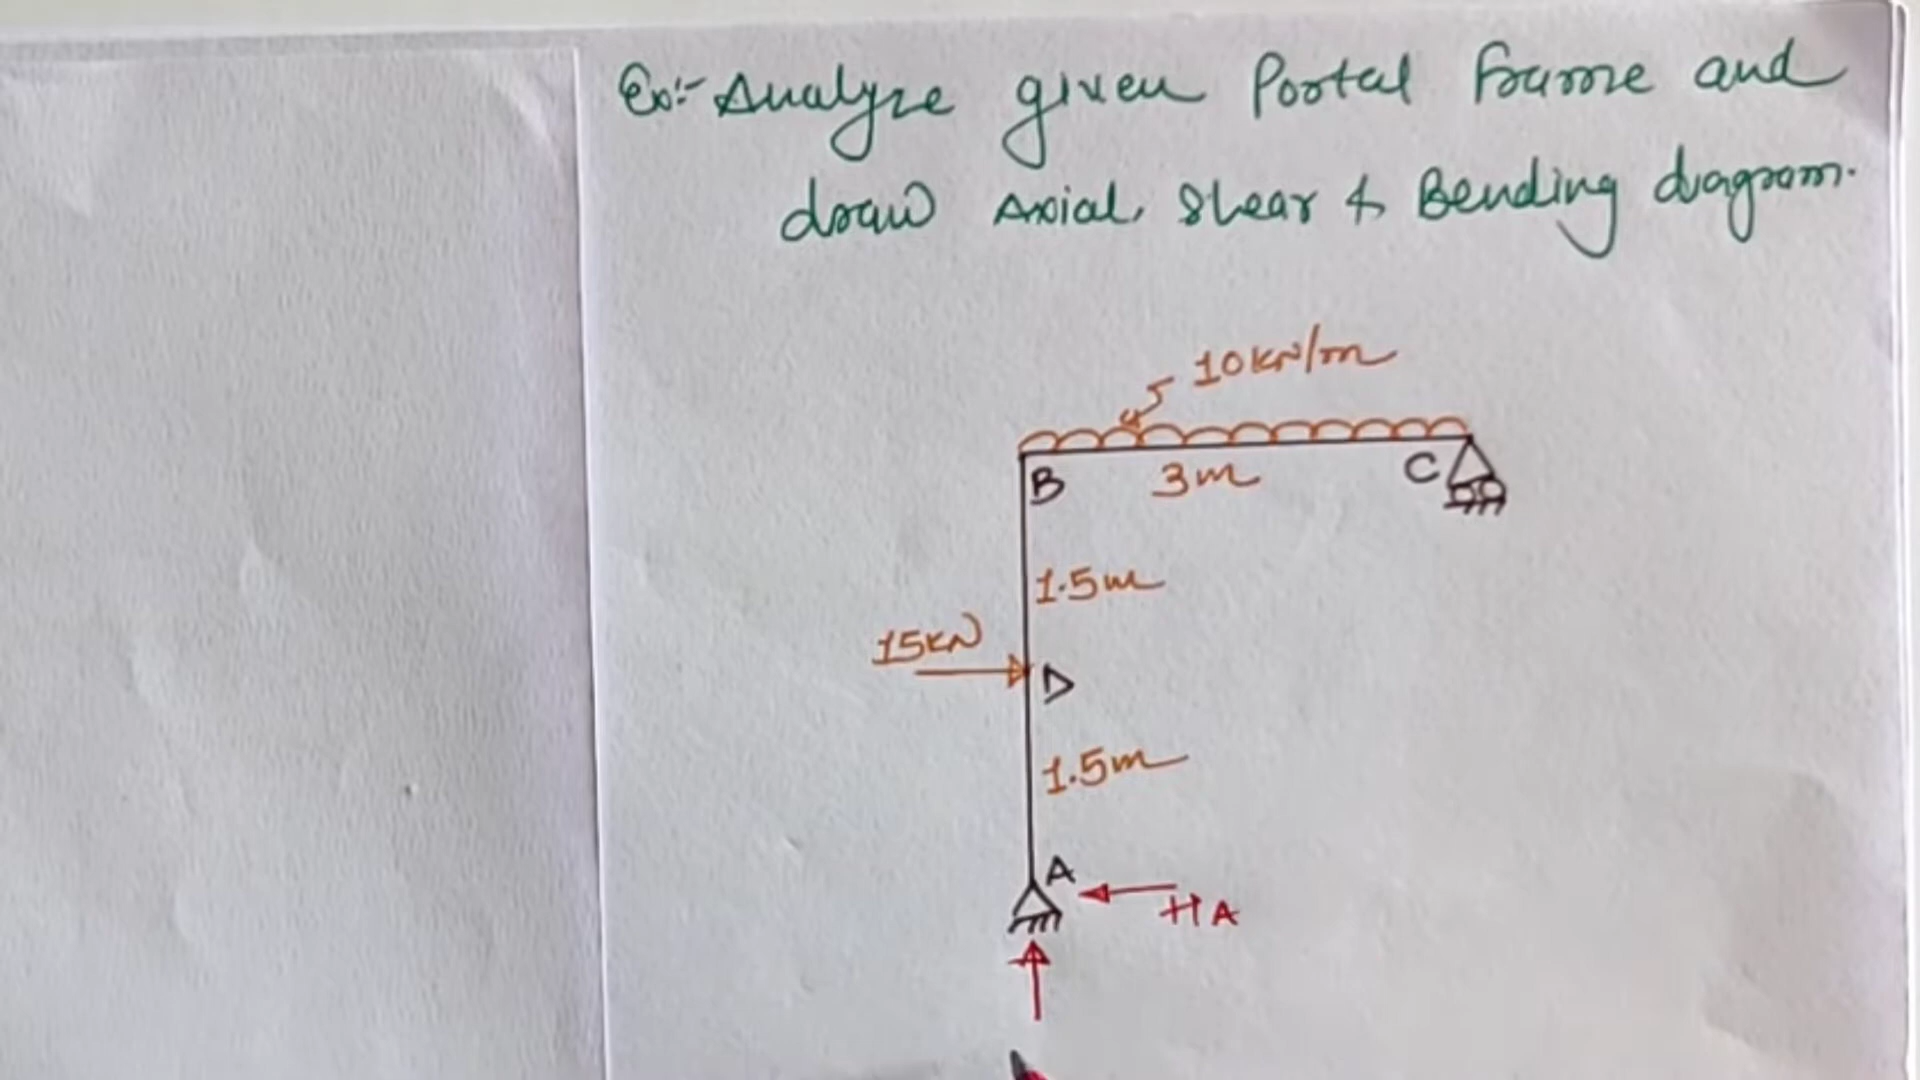 Ex:- Analyze given Portal frame and
draw Axial, Shear & Bending diagram.
10kN/m
B
3m
C
1.5m
15kN
D
1.5m
A
HA